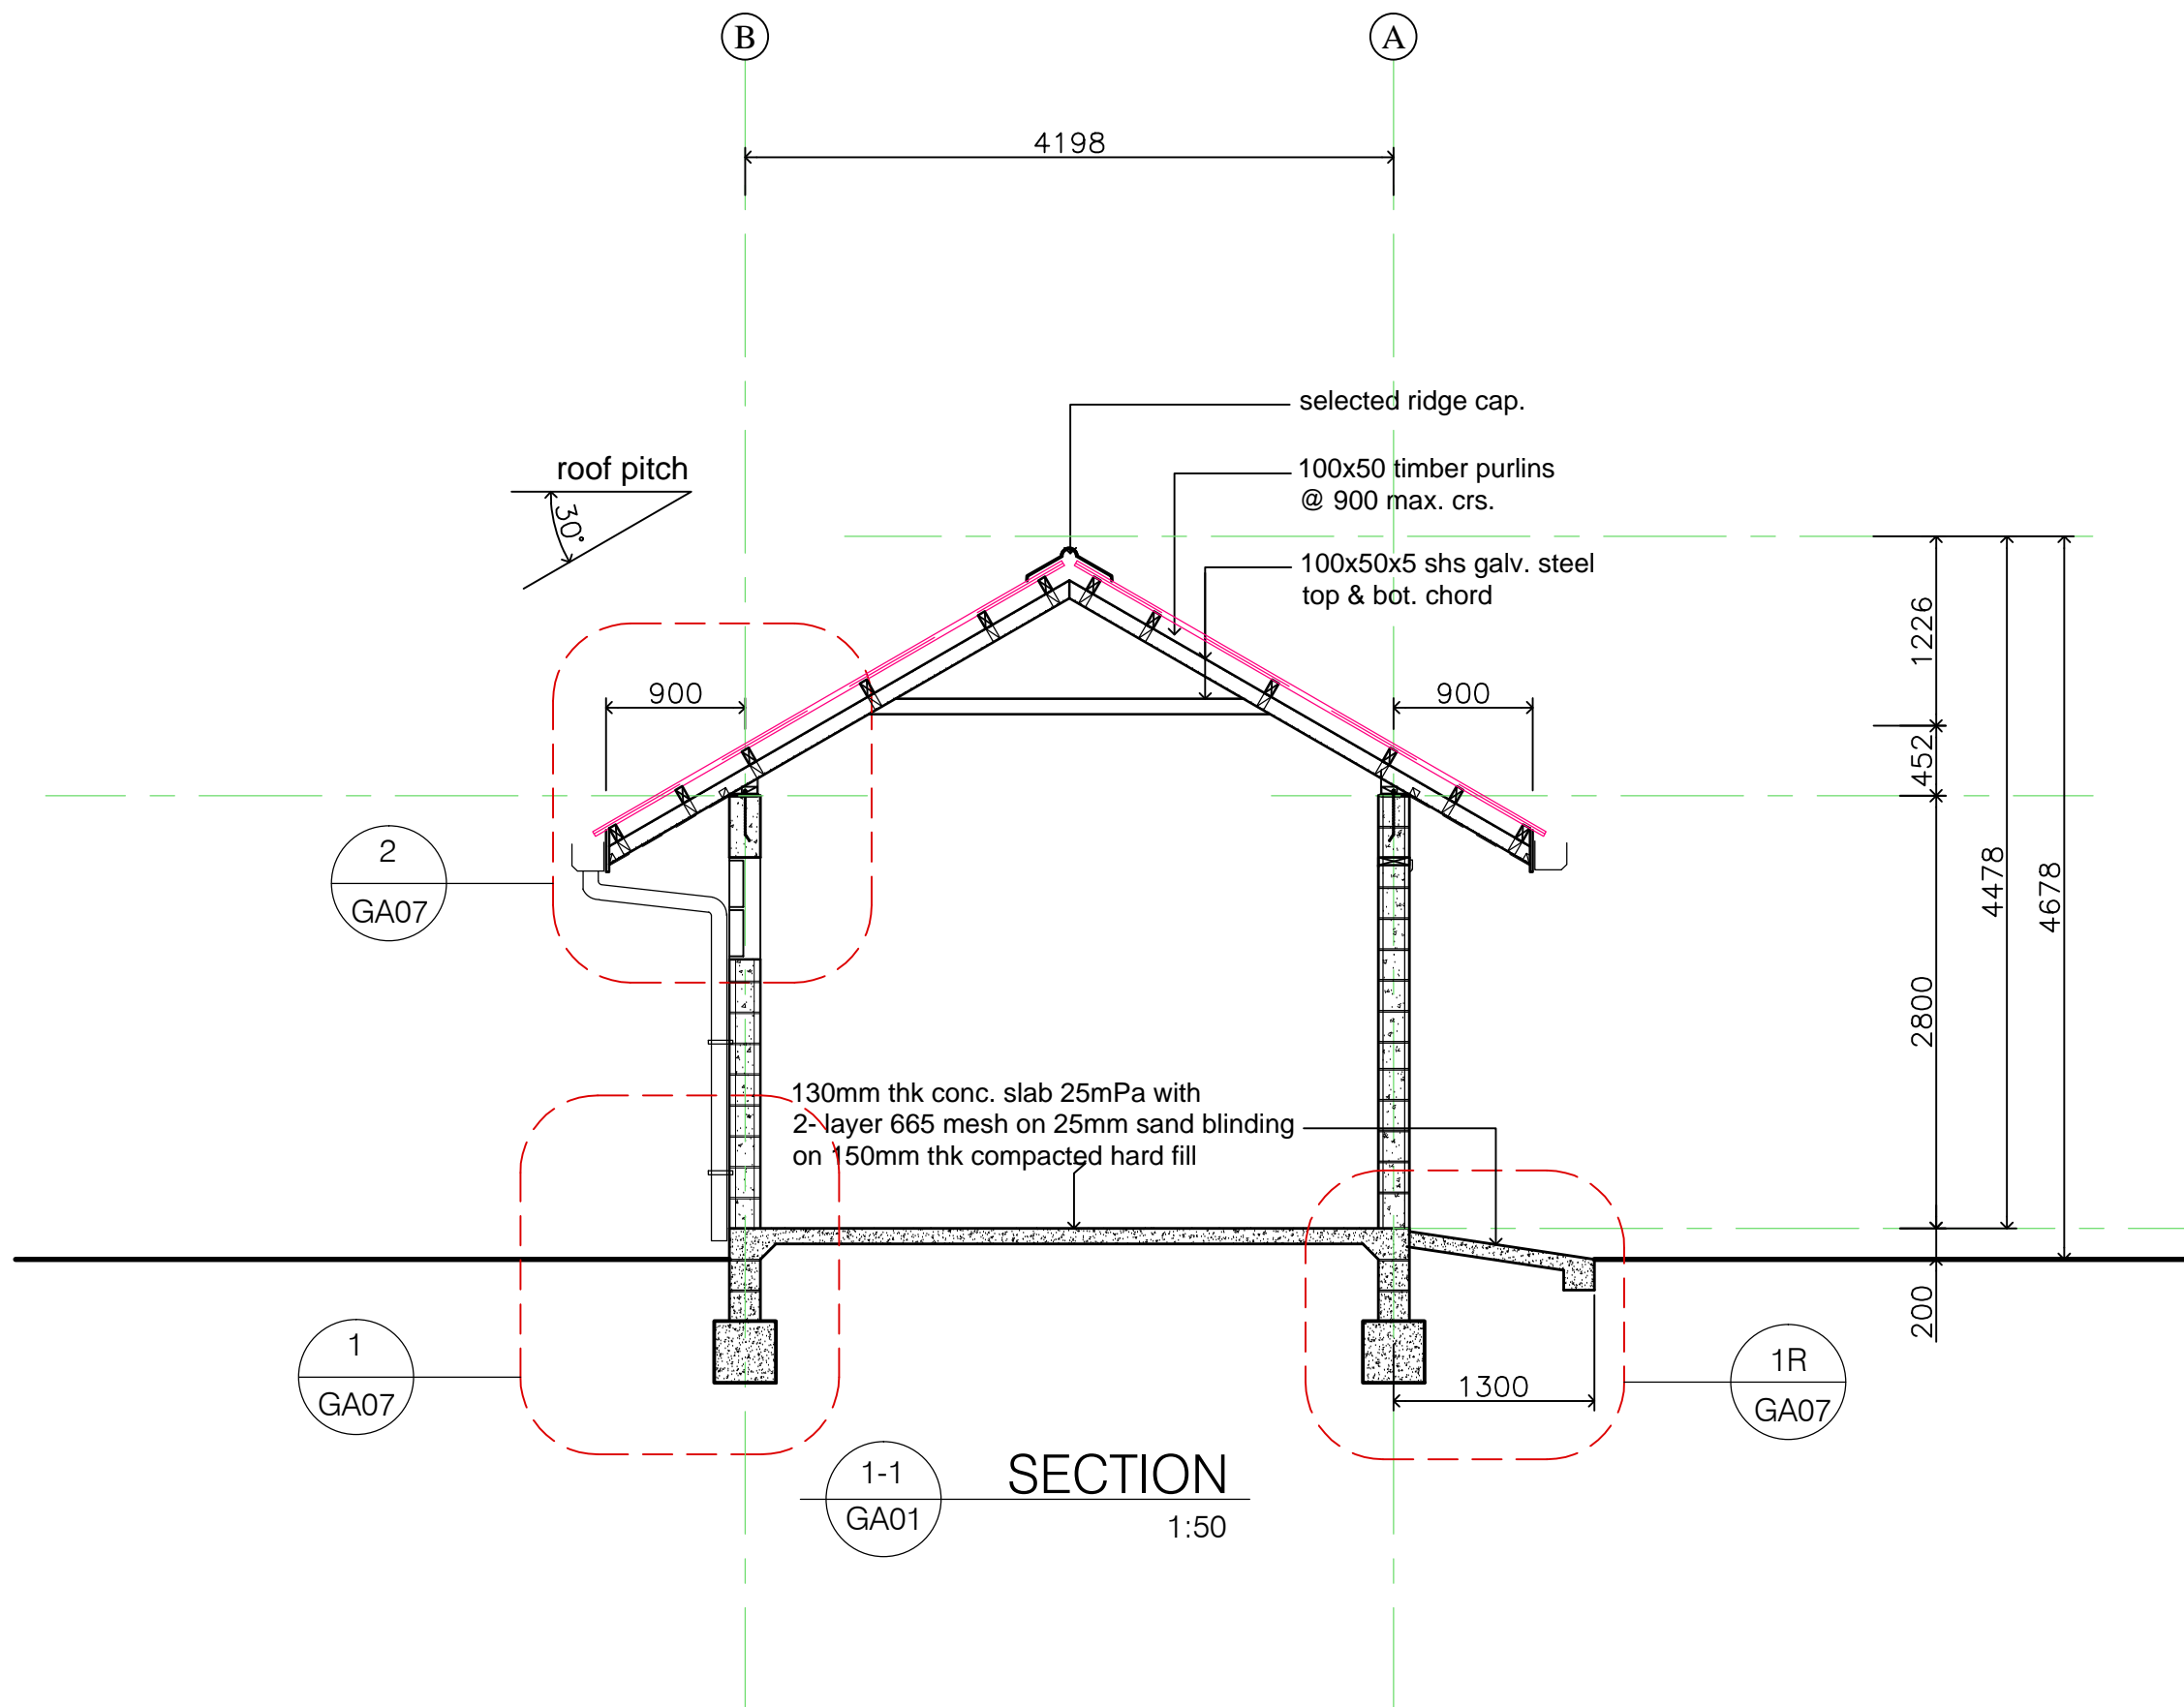 B
A
4198
selected ridge cap.
roof pitch
30°
100x50 timber purlins
@ 900 max. crs.
100x50x5 shs galv. steel
top & bot. chord
900
900
1226
452
2800
4478
4678
200
2
GA07
130mm thk conc. slab 25mPa with
2- layer 665 mesh on 25mm sand blinding
on 150mm thk compacted hard fill
1
GA07
1300
1R
GA07
1-1
GA01
SECTION
1:50